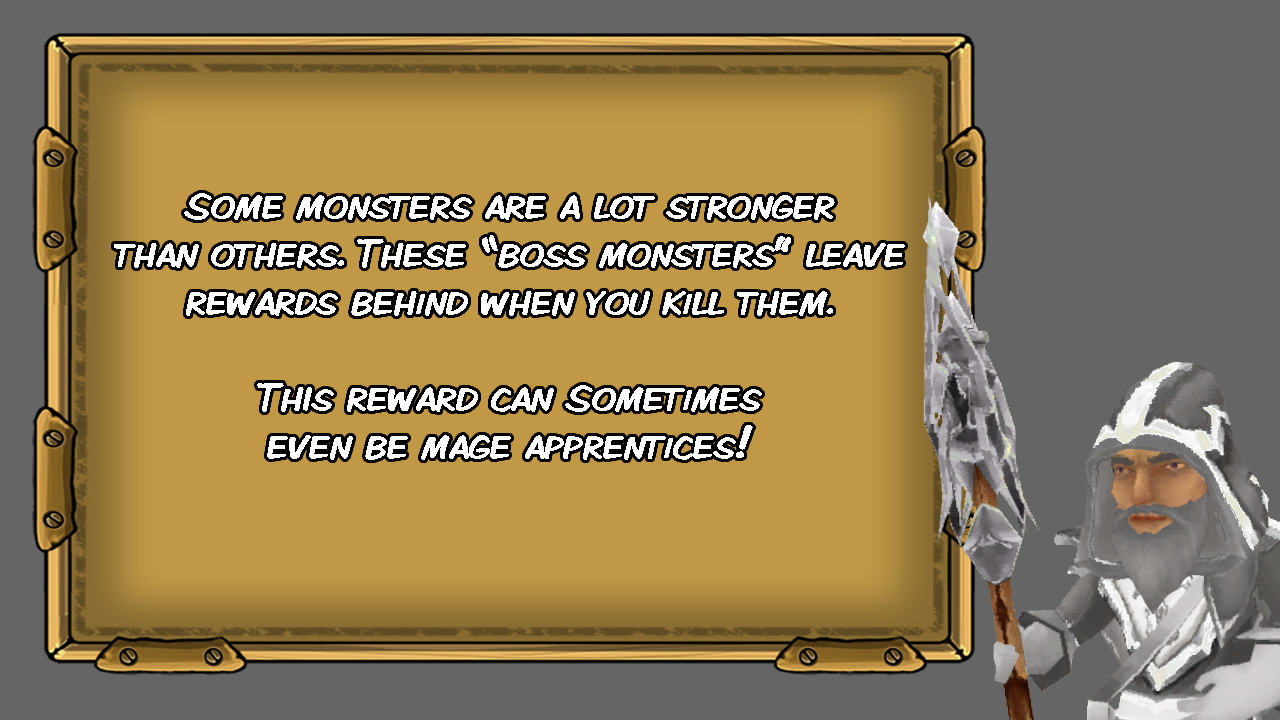 Some monsters are a lot stronger
than others. These “boss monsters” leave
rewards behind when you kill them.
This reward can sometimes
even be mage apprentices!